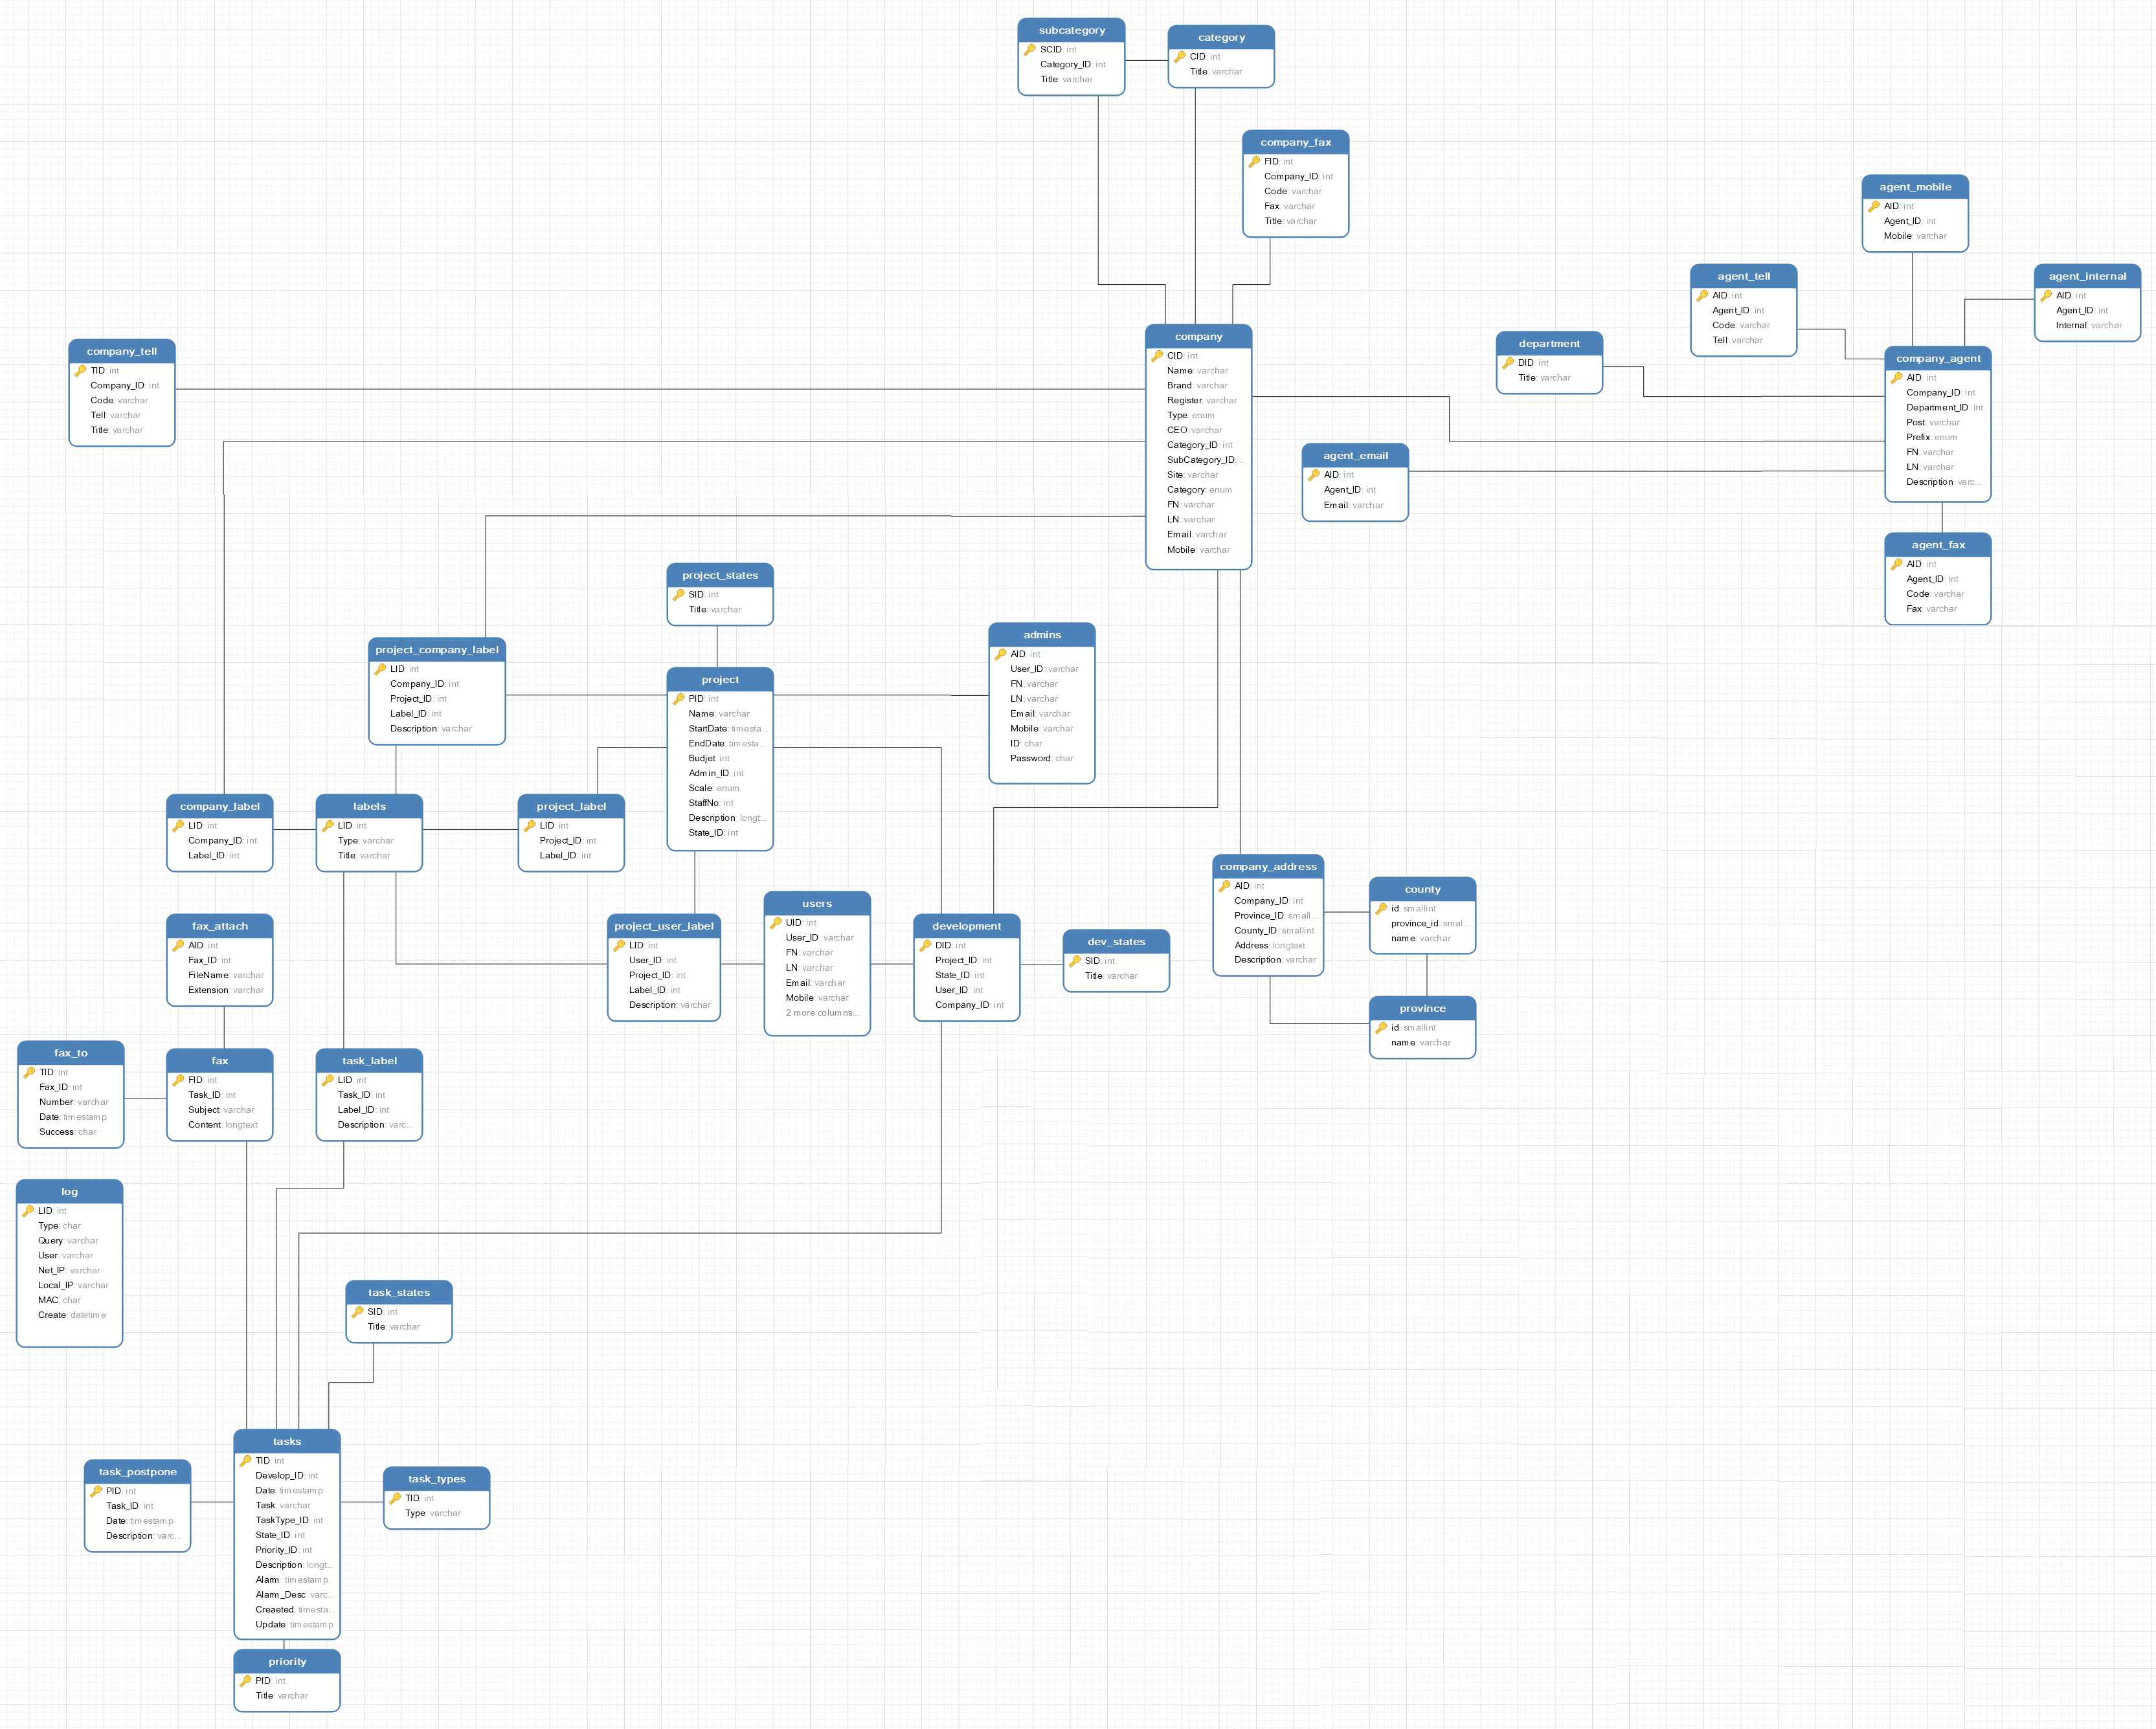 subcategory
SCID: int
Category_ID: int
Title: varchar
category
CID: int
Title: varchar
company_fax
FID: int
Company_ID: int
Code: varchar
Fax: varchar
Title: varchar
agent_mobile
AID: int
Agent_ID: int
Mobile: varchar
agent_tell
AID: int
Agent_ID: int
Code: varchar
Tell: varchar
agent_internal
AID: int
Agent_ID: int
Internal: varchar
company_tell
TID: int
Company_ID: int
Code: varchar
Tell: varchar
Title: varchar
company
CID: int
Name: varchar
Brand: varchar
Register: varchar
Type: enum
CEO: varchar
Category_ID: int
SubCategory_ID: ...
Site: varchar
Category: enum
FN: varchar
LN: varchar
Email: varchar
Mobile: varchar
department
DID: int
Title: varchar
company_agent
AID: int
Company_ID: int
Department_ID: int
Post: varchar
Prefix: enum
FN: varchar
LN: varchar
Description: varc...
agent_email
AID: int
Agent_ID: int
Email: varchar
agent_fax
AID: int
Agent_ID: int
Code: varchar
Fax: varchar
project_states
SID: int
Title: varchar
project_company_label
LID: int
Company_ID: int
Project_ID: int
Label_ID: int
Description: varchar
project
PID: int
Name: varchar
StartDate: timesta...
EndDate: timesta...
Budjet: int
Admin_ID: int
Scale: enum
StaffNo: int
Description: longt...
State_ID: int
admins
AID: int
User_ID: varchar
FN: varchar
LN: varchar
Email: varchar
Mobile: varchar
ID: char
Password: char
company_label
LID: int
Company_ID: int
Label_ID: int
labels
LID: int
Type: varchar
Title: varchar
project_label
LID: int
Project_ID: int
Label_ID: int
company_address
AID: int
Company_ID: int
Province_ID: small...
County_ID: smallint
Address: longtext
Description: varchar
county
id: smallint
province_id: smal...
name: varchar
fax_attach
AID: int
Fax_ID: int
FileName: varchar
Extension: varchar
project_user_label
LID: int
User_ID: int
Project_ID: int
Label_ID: int
Description: varchar
users
UID: int
User_ID: varchar
FN: varchar
LN: varchar
Email: varchar
Mobile: varchar
2 more columns...
development
DID: int
Project_ID: int
State_ID: int
User_ID: int
Company_ID: int
dev_states
SID: int
Title: varchar
province
id: smallint
name: varchar
fax_to
TID: int
Fax_ID: int
Number: varchar
Date: timestamp
Success: char
fax
FID: int
Task_ID: int
Subject: varchar
Content: longtext
task_label
LID: int
Task_ID: int
Label_ID: int
Description: varc...
log
LID: int
Type: char
Query: varchar
User: varchar
Net_IP: varchar
Local_IP: varchar
MAC: char
Create: datetime
task_states
SID: int
Title: varchar
tasks
TID: int
Develop_ID: int
Date: timestamp
Task: varchar
TaskType_ID: int
State_ID: int
Priority_ID: int
Description: longt...
Alarm: timestamp
Alarm_Desc: varc...
Creaeted: timesta...
Update: timestamp
task_postpone
PID: int
Task_ID: int
Date: timestamp
Description: varc...
task_types
TID: int
Type: varchar
priority
PID: int
Title: varchar